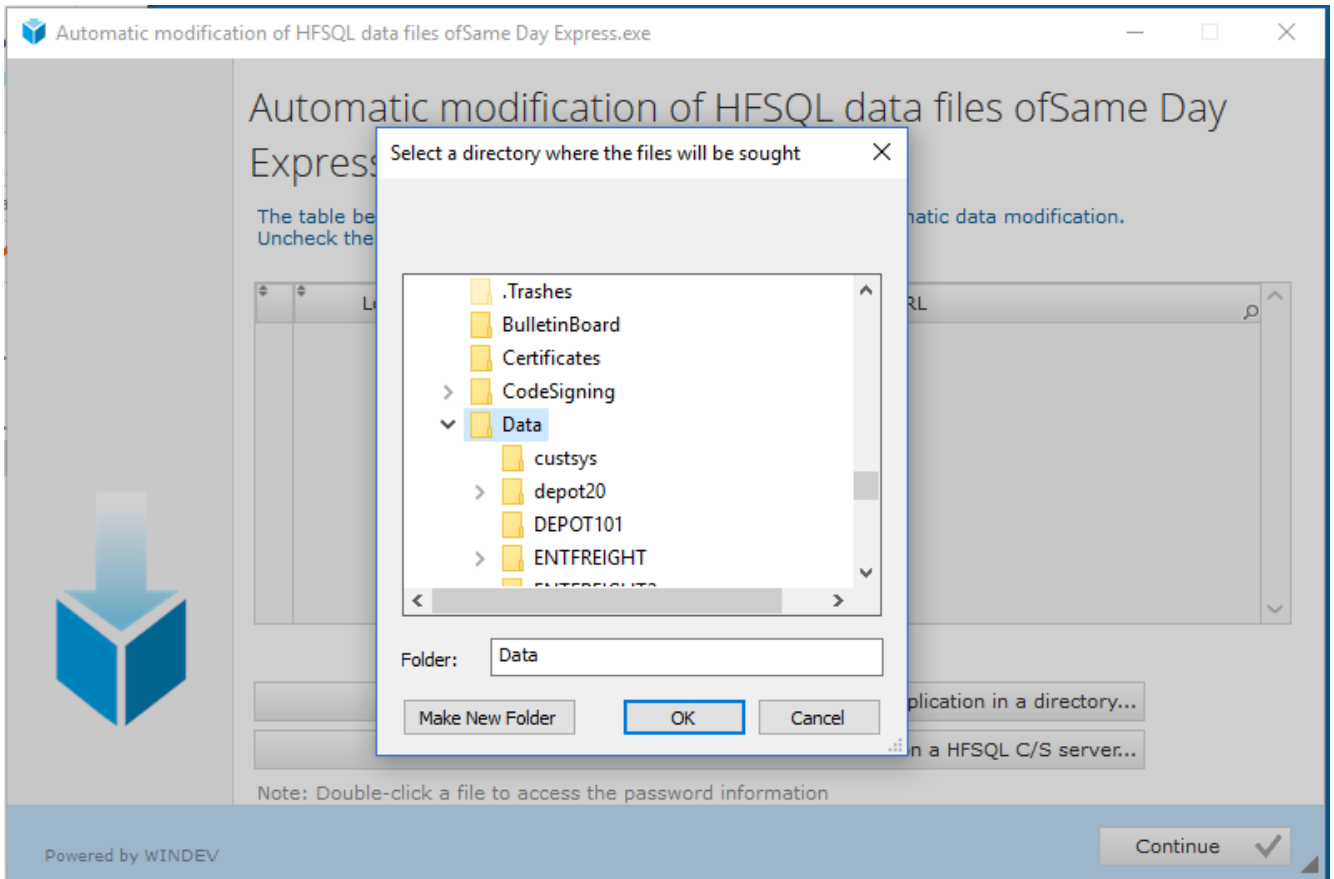 Automatic modification of HFSQL data files ofSame Day Express.exe
Automatic modification of HFSQL data files ofSame Day
Express
Select a directory where the files will be sought
The table be
matic data modification.
Uncheck the
.Trashes
BulletinBoard
Certificates
CodeSigning
Data
custsys
depot20
DEPOT101
ENTFREIGHT
Folder:
Data
Make New Folder
OK
Cancel
plication in a directory...
n a HFSQL C/S server...
Note: Double-click a file to access the password information
Powered by WINDEV
Continue